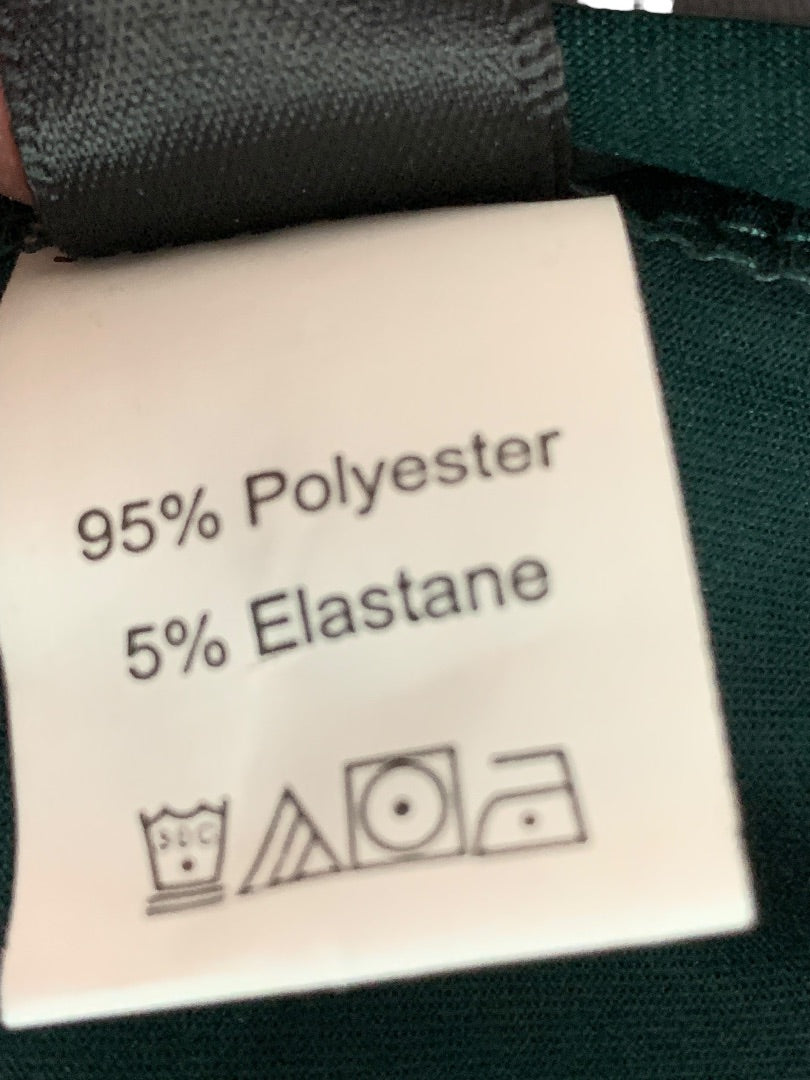 95% Polyester
5% Elastane